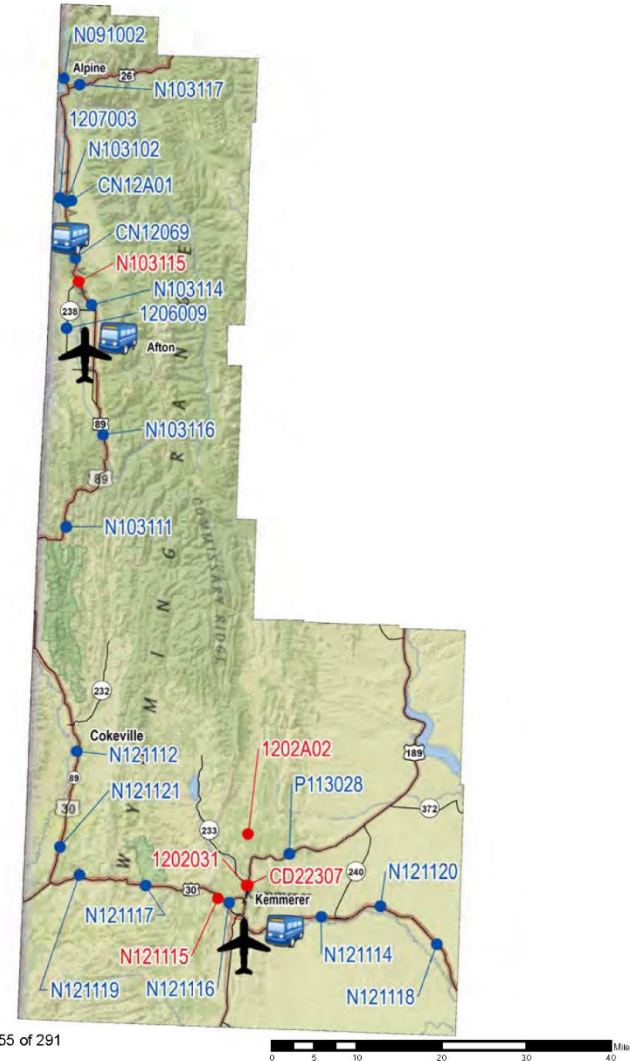 N091002
Alpine
26
N103117
1207003
N103102
CN12A01
CN12069
N103115
N103114
238
1206009
Afton
89
N103116
89
N103111
WYOMING RANGE
COMMISSARY RIDGE
232
Cokeville
N121112
89
N121121
30
1202A02
P113028
189
372
233
1202031
CD22307
240
N121120
30
Kemmerer
N121117
N121115
N121114
N121119
N121116
N121118
55 of 291
Mile
0 5 10 20 30 40